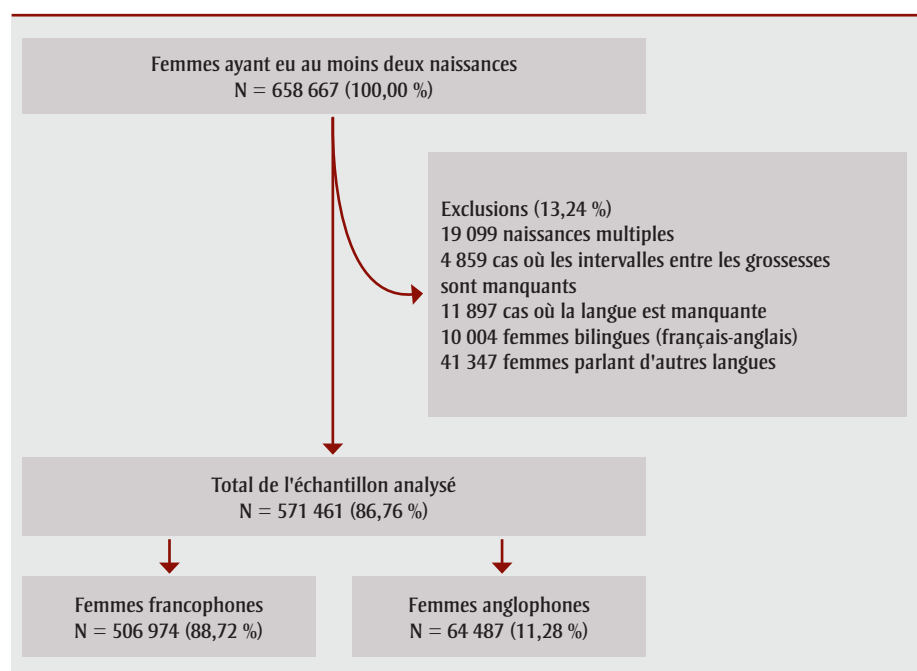 Femmes ayant eu au moins deux naissances
N = 658 667 (100,00 %)
Exclusions (13,24 %)
19 099 naissances multiples
4 859 cas où les intervalles entre les grossesses
sont manquants
11 897 cas où la langue est manquante
10 004 femmes bilingues (français-anglais)
41 347 femmes parlant d'autres langues
Total de l'échantillon analysé
N = 571 461 (86,76 %)
Femmes francophones
N = 506 974 (88,72 %)
Femmes anglophones
N = 64 487 (11,28 %)